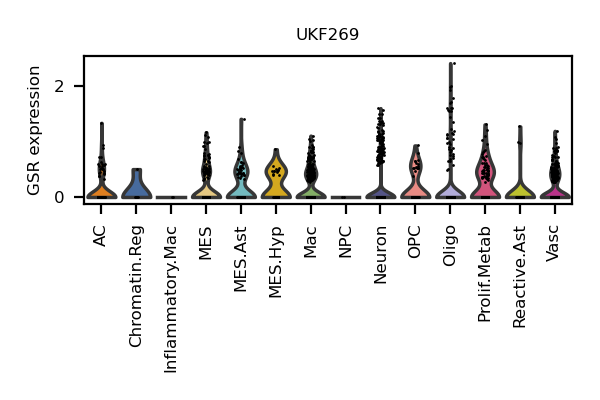 UKF269
GSR expression
2
0
AC
Chromatin.Reg
Inflammatory.Mac
MES
MES.Ast
MES.Hyp
Mac
NPC
Neuron
OPC
Oligo
Prolif.Metab
Reactive.Ast
Vasc